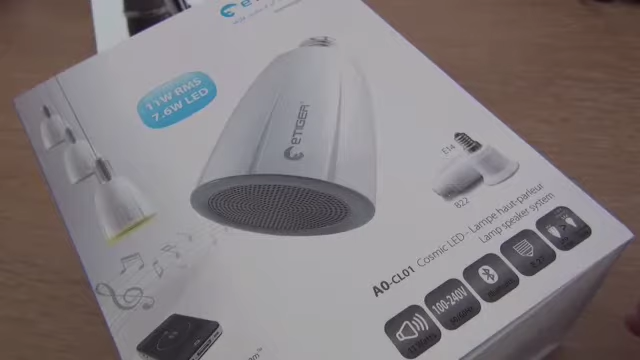 eTIGER
11W RMS
7.6W LED
eTIGER
E14
B22
A0-CL01 Cosmic LED - Lampe haut-parleur
Lamp speaker system
100-240V